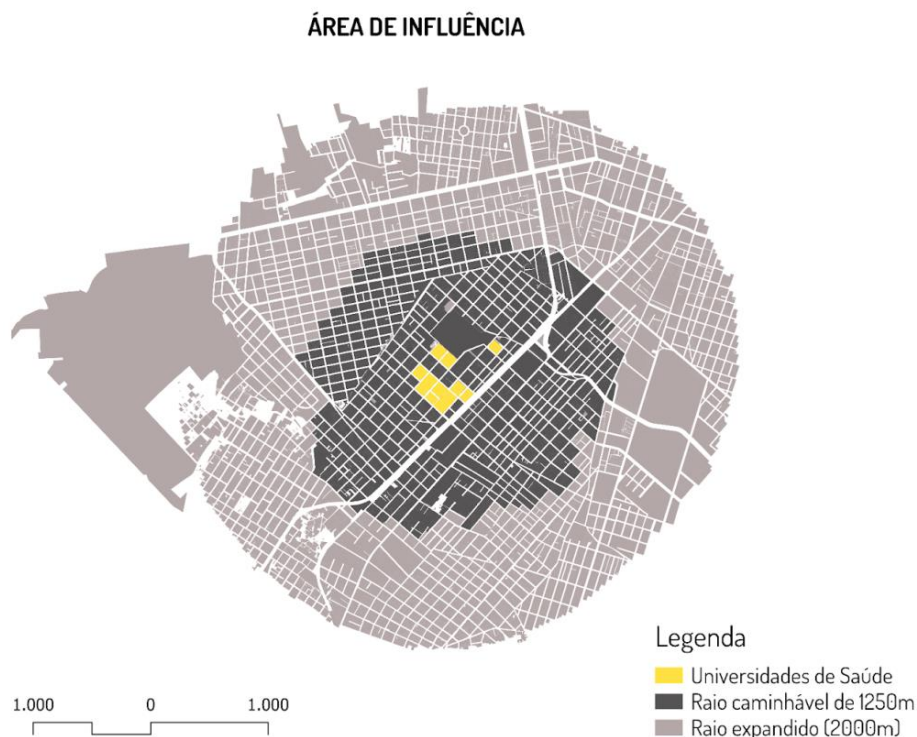 ÁREA DE INFLUÊNCIA
Legenda
Universidades de Saúde
Raio caminhável de 1250m
Raio expandido (2000m)
1.000 0 1.000